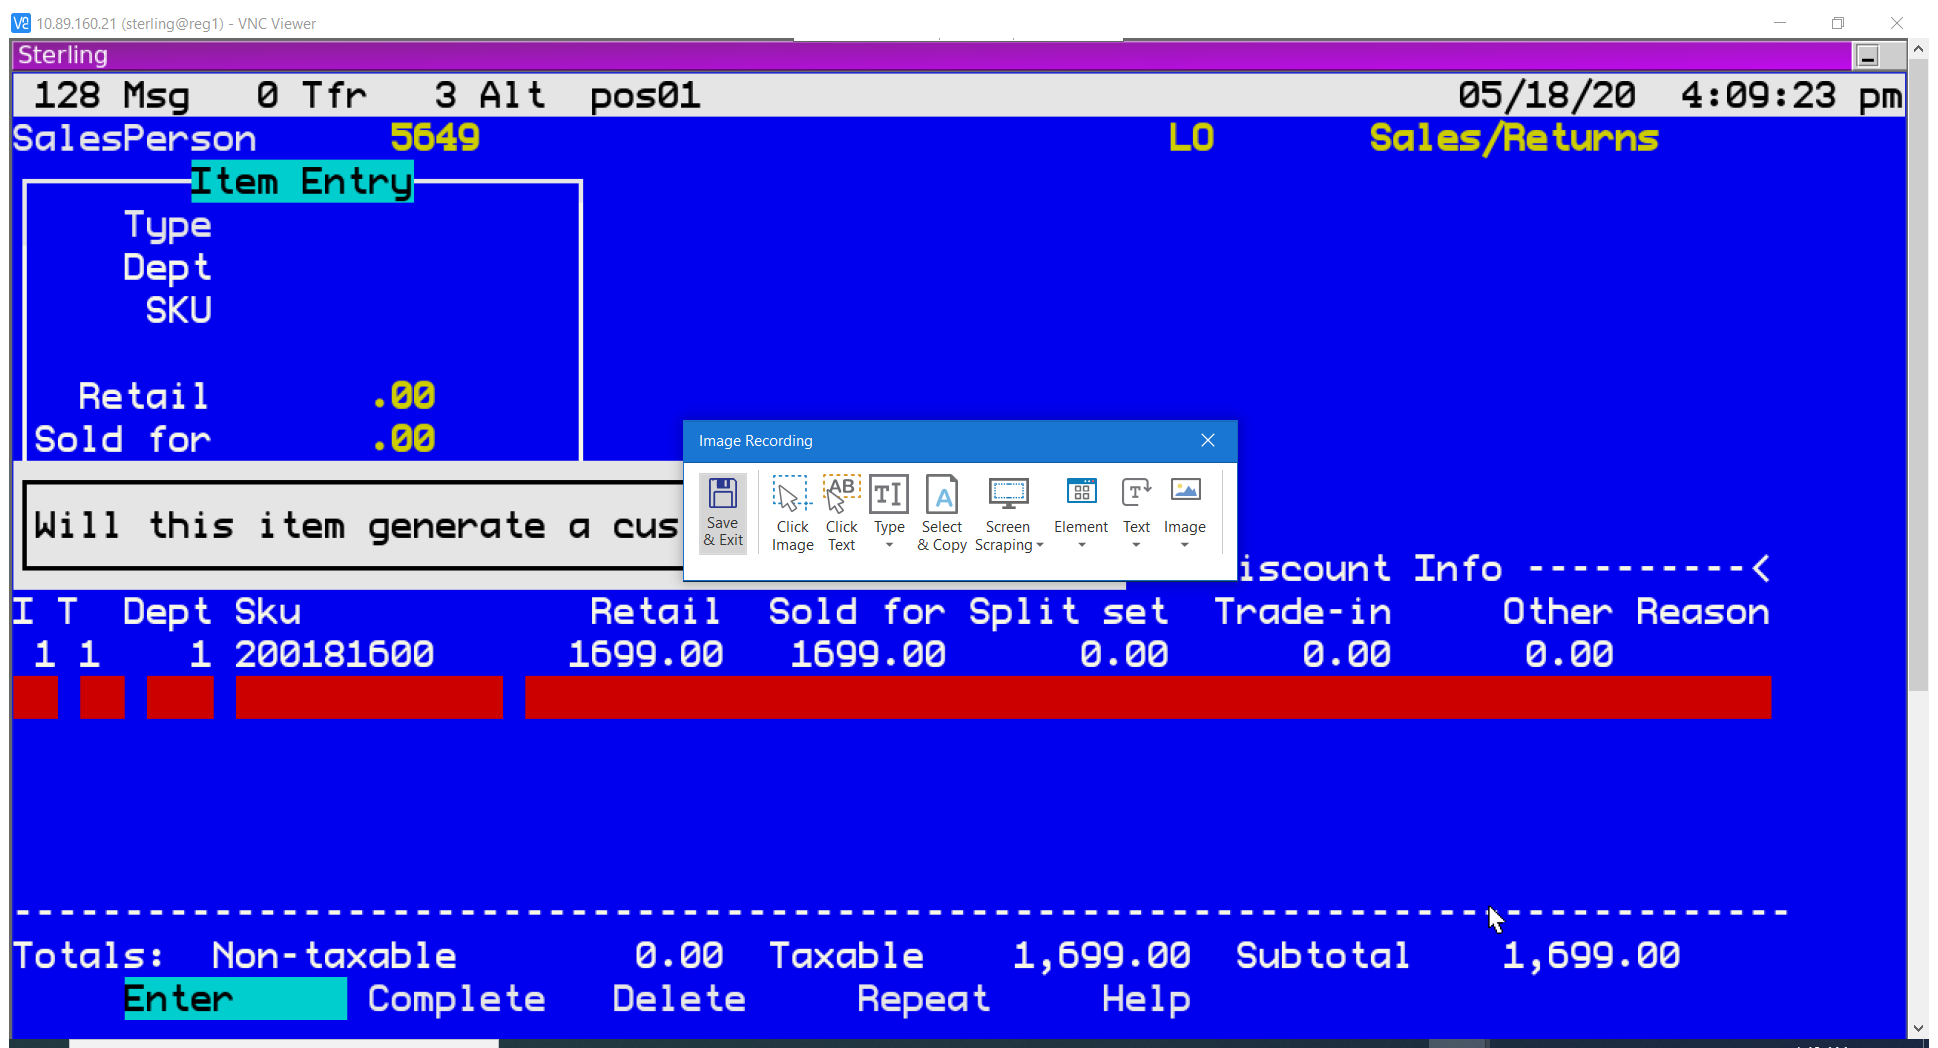 10.89.160.21 (sterling@reg1) - VNC Viewer
Sterling
128 Msg 0 Tfr 3 Alt pos01 05/18/20 4:09:23 pm
SalesPerson 5649 LO Sales/Returns
Item Entry
Type
Dept
SKU
Retail .00
Sold for .00
Image Recording
Save & Exit
Click Image
Click Text
Type
Select & Copy
Screen Scraping
Element
Text
Image
Will this item generate a cus
iscount Info ----------<
I T Dept Sku Retail Sold for Split set Trade-in Other Reason
1 1 1 200181600 1699.00 1699.00 0.00 0.00 0.00
Totals: Non-taxable 0.00 Taxable 1,699.00 Subtotal 1,699.00
Enter Complete Delete Repeat Help